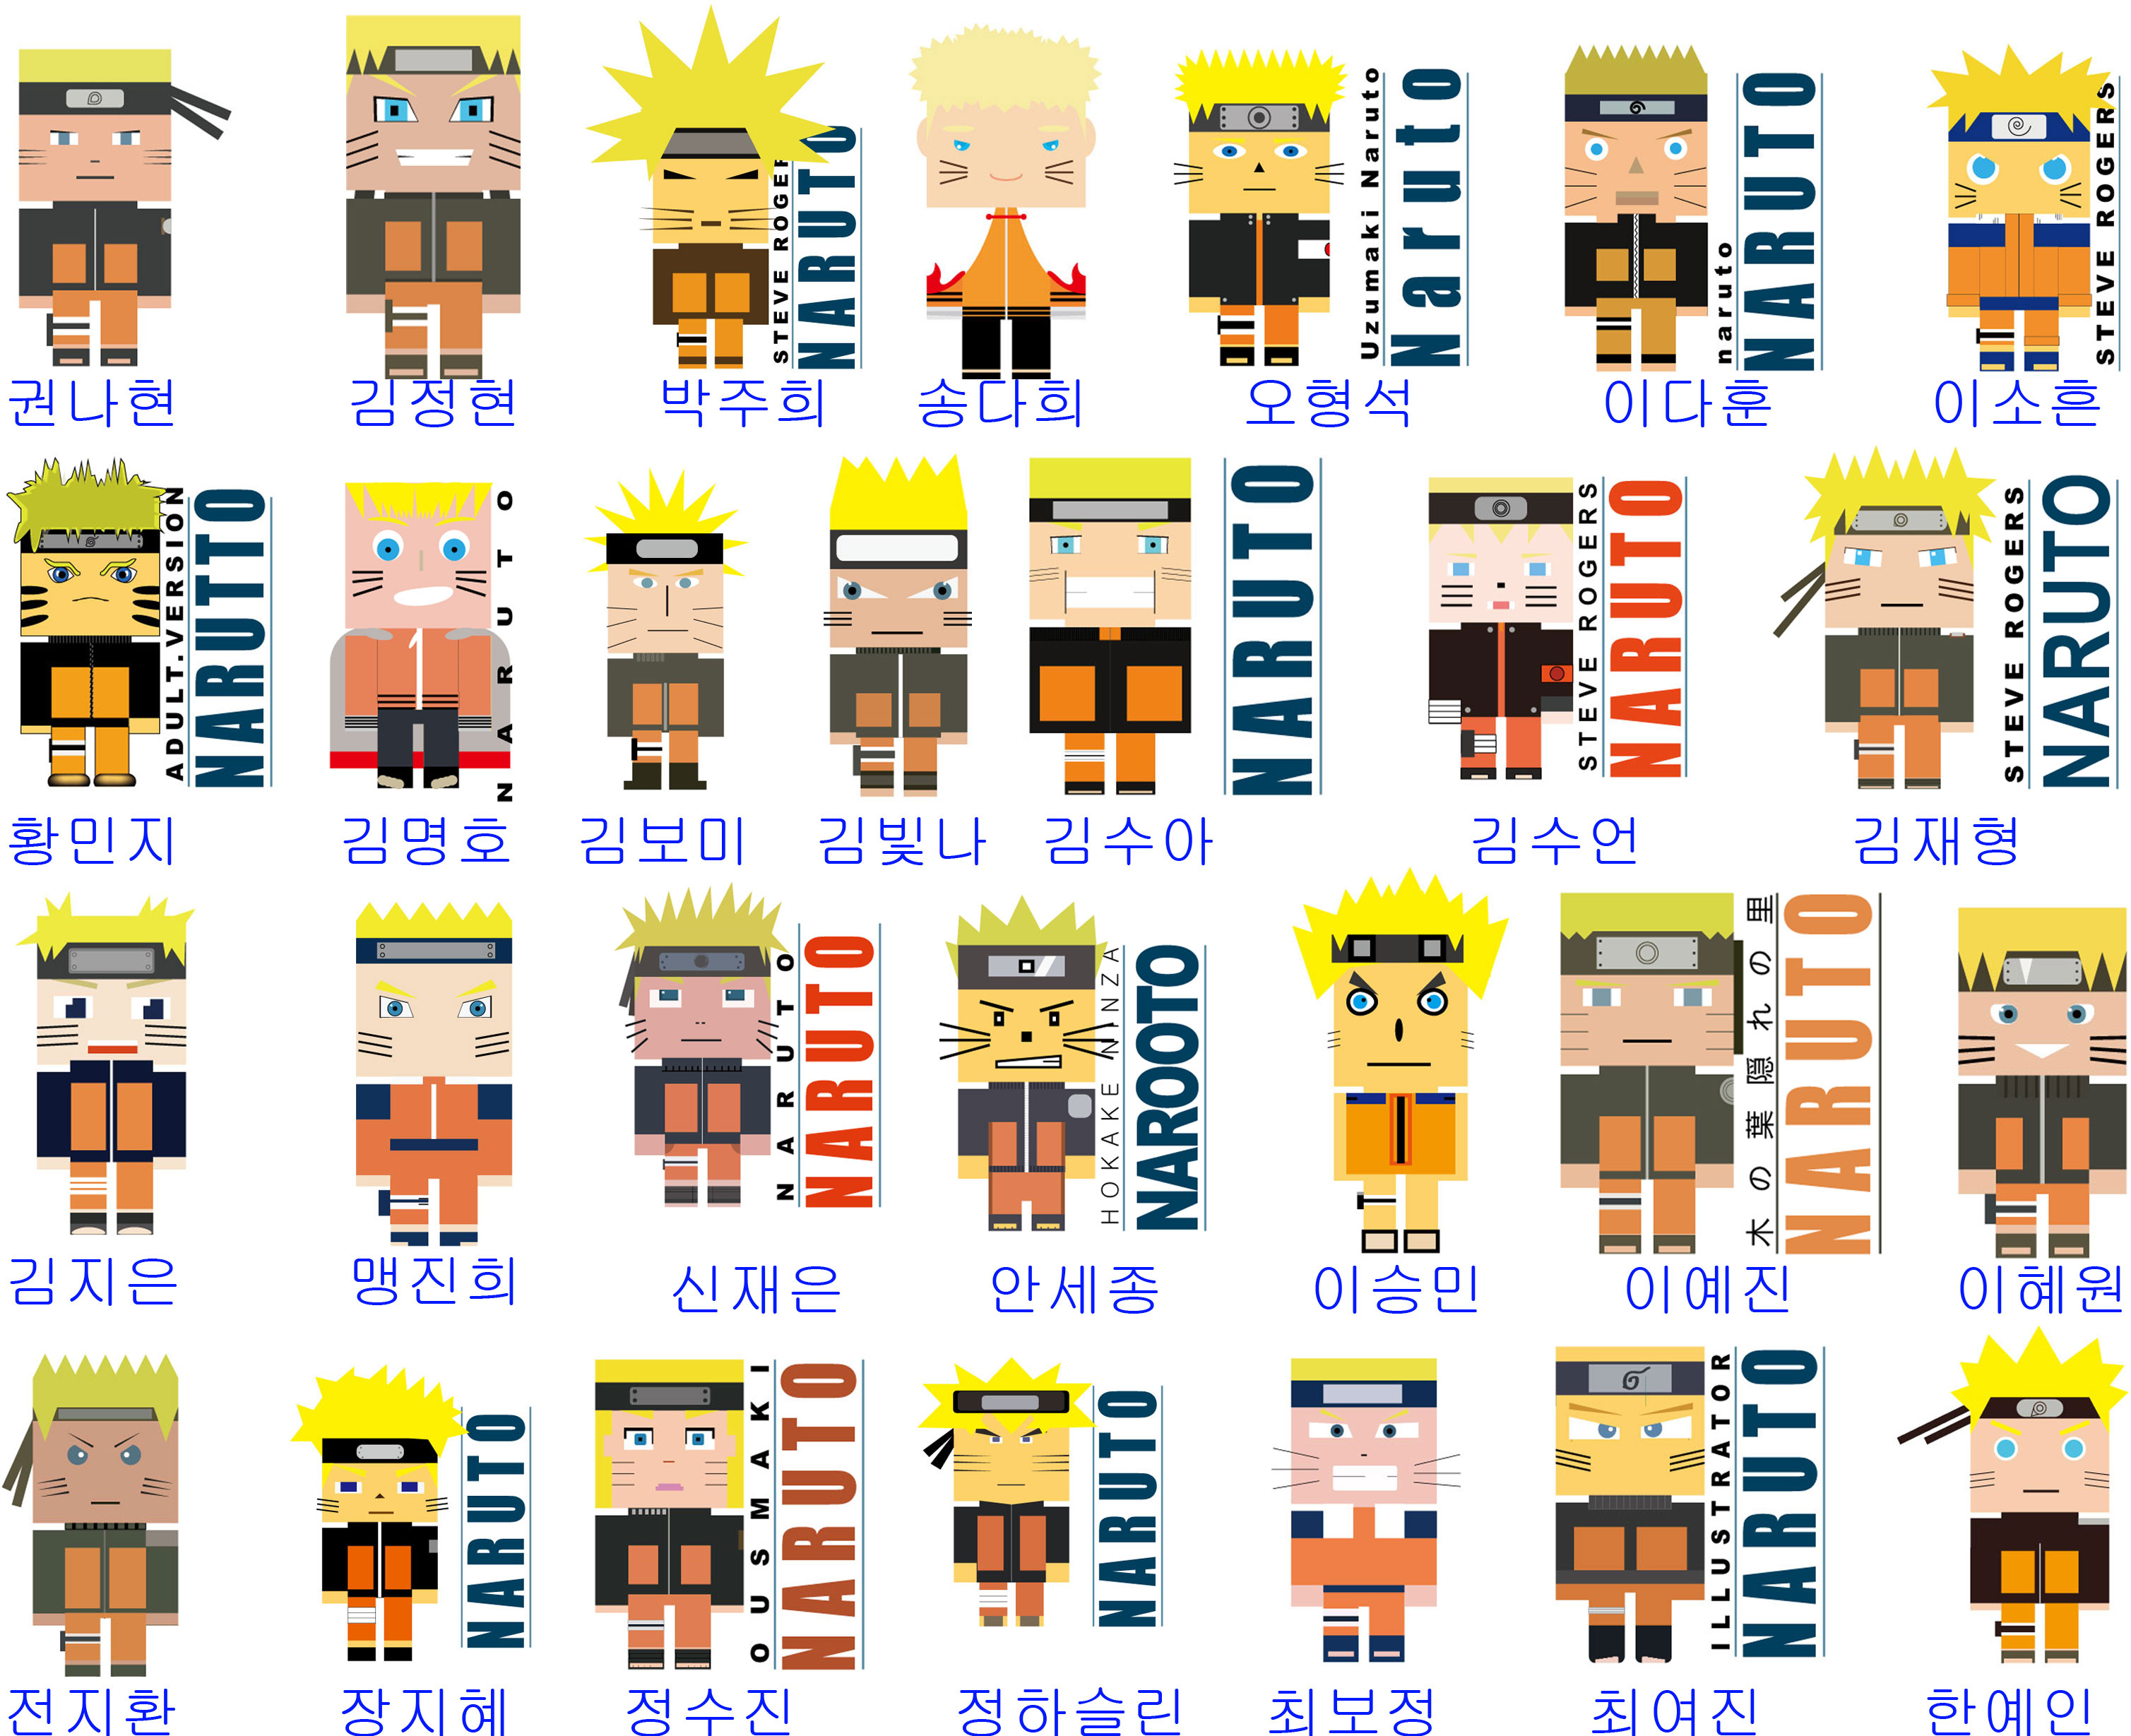 STEVE ROGERS
NARUTO
Uzumaki Naruto
Naruto
naruto
NARUTO
STEVE ROGERS
권나현 김정현 박주희 송다희 오형석 이다훈 이소흔
ADULT.VERSION
NARUTTO
NARUTO
NARUTO
STEVE ROGERS
NARUTO
STEVE ROGERS
NARUTO
황민지 김명호 김보미 김빛나 김수아 김수언 김재형
NARUTO
NARUTO
HOKAKE NINZA
NAROOTO
木の葉隠れの里
NARUTO
김지은 맹진희 신재은 안세종 이승민 이예진 이혜원
NARUTO
OUSMAKI
NARUTO
NARUTO
ILLUSTRATOR
NARUTO
전지환 장지혜 정수진 정하슬린 최보정 최여진 한예인